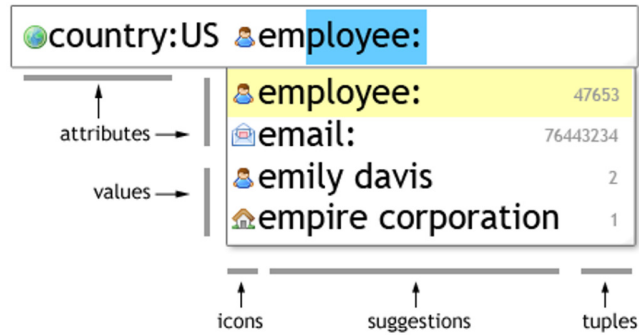 country:US employee:
employee: 47653
email: 76443234
emily davis 2
empire corporation 1
attributes
values
icons suggestions tuples